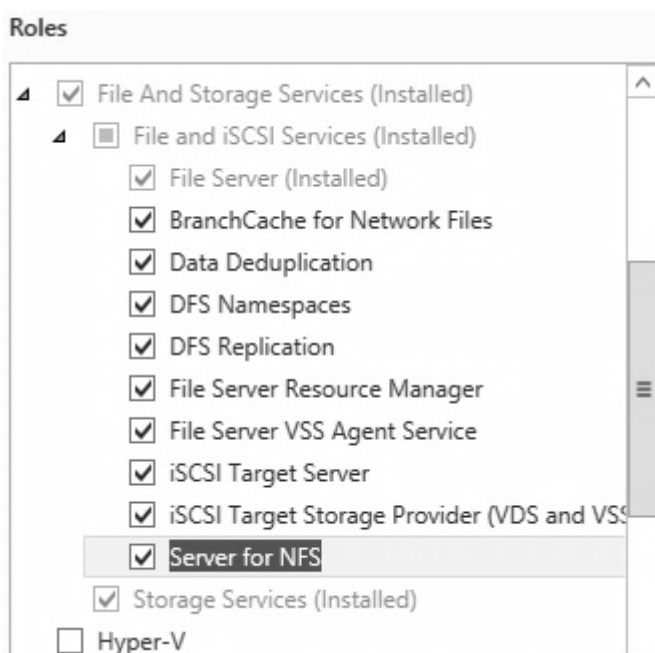 Roles
File And Storage Services (Installed)
File and iSCSI Services (Installed)
File Server (Installed)
BranchCache for Network Files
Data Deduplication
DFS Namespaces
DFS Replication
File Server Resource Manager
File Server VSS Agent Service
iSCSI Target Server
iSCSI Target Storage Provider (VDS and VSS
Server for NFS
Storage Services (Installed)
Hyper-V